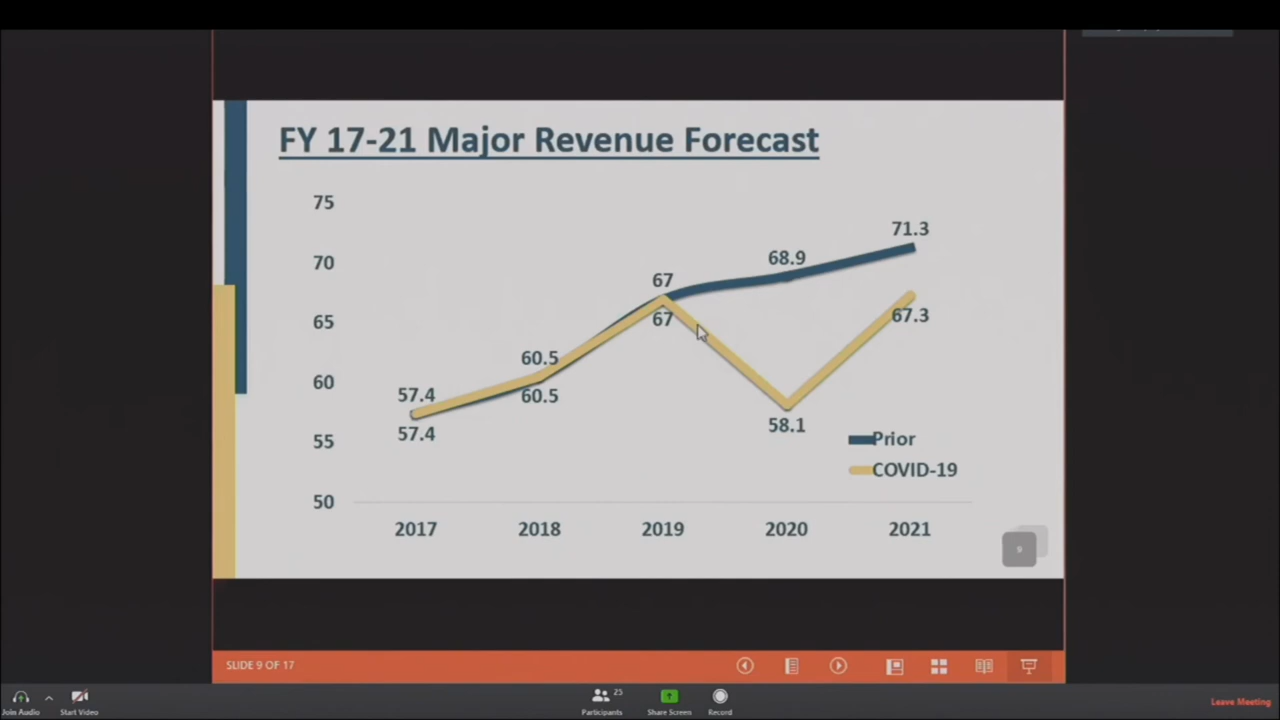 FY 17-21 Major Revenue Forecast
75
70
65
60
55
50
57.4
57.4
60.5
60.5
67
67
68.9
58.1
71.3
67.3
Prior
COVID-19
2017 2018 2019 2020 2021
9
SLIDE 9 OF 17
Join Audio
Start Video
25
Participants
Share Screen
Record
Leave Meeting